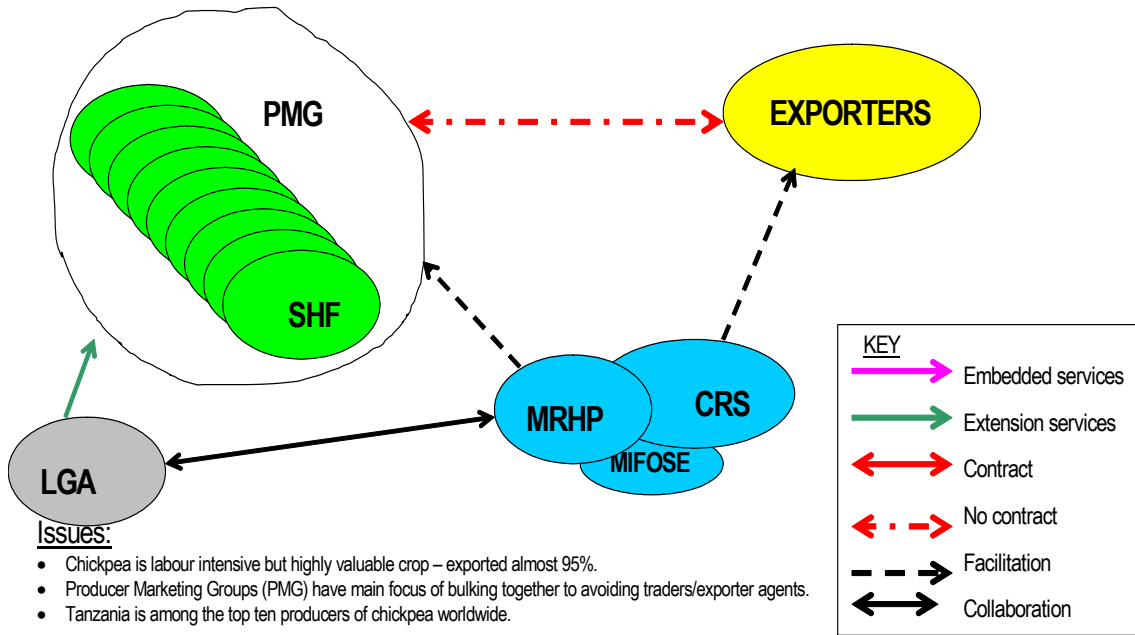 PMG
EXPORTERS
SHF
MRHP
CRS
MIFOSE
LGA
KEY
Embedded services
Extension services
Contract
No contract
Facilitation
Collaboration
Issues:
• Chickpea is labour intensive but highly valuable crop – exported almost 95%.
• Producer Marketing Groups (PMG) have main focus of bulking together to avoiding traders/exporter agents.
• Tanzania is among the top ten producers of chickpea worldwide.